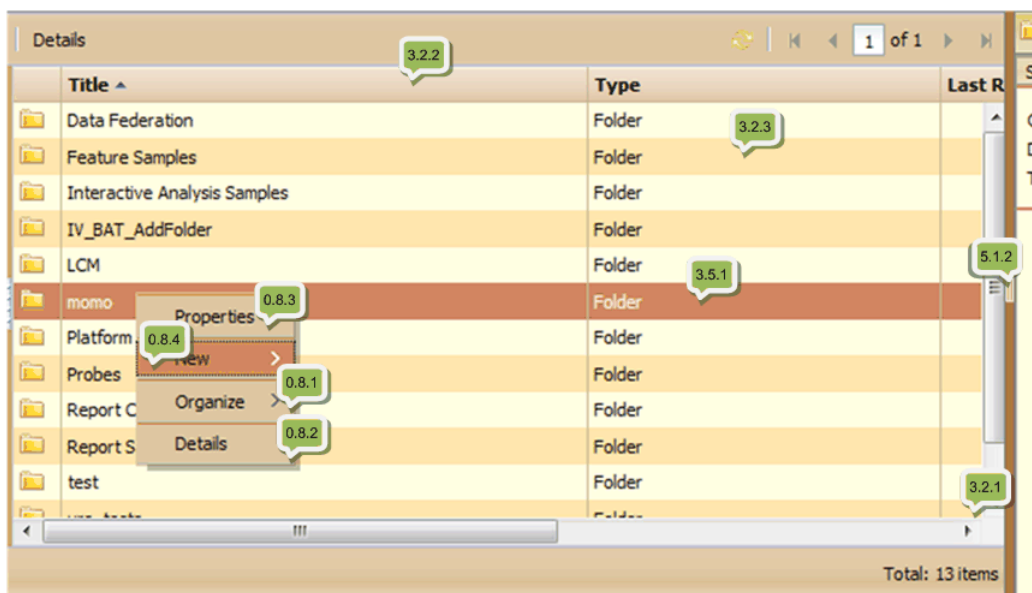 Details
3.2.2
1 of 1
Title Type Last R
Data Federation Folder
3.2.3
Feature Samples Folder
Interactive Analysis Samples Folder
IV_BAT_AddFolder Folder
LCM Folder
5.1.2
3.5.1
momo Folder
0.8.3
Properties
Platform Folder
0.8.4
New
Probes Folder
0.8.1
Organize
Report C Folder
0.8.2
Details
Report S Folder
test Folder
3.2.1
Total: 13 items